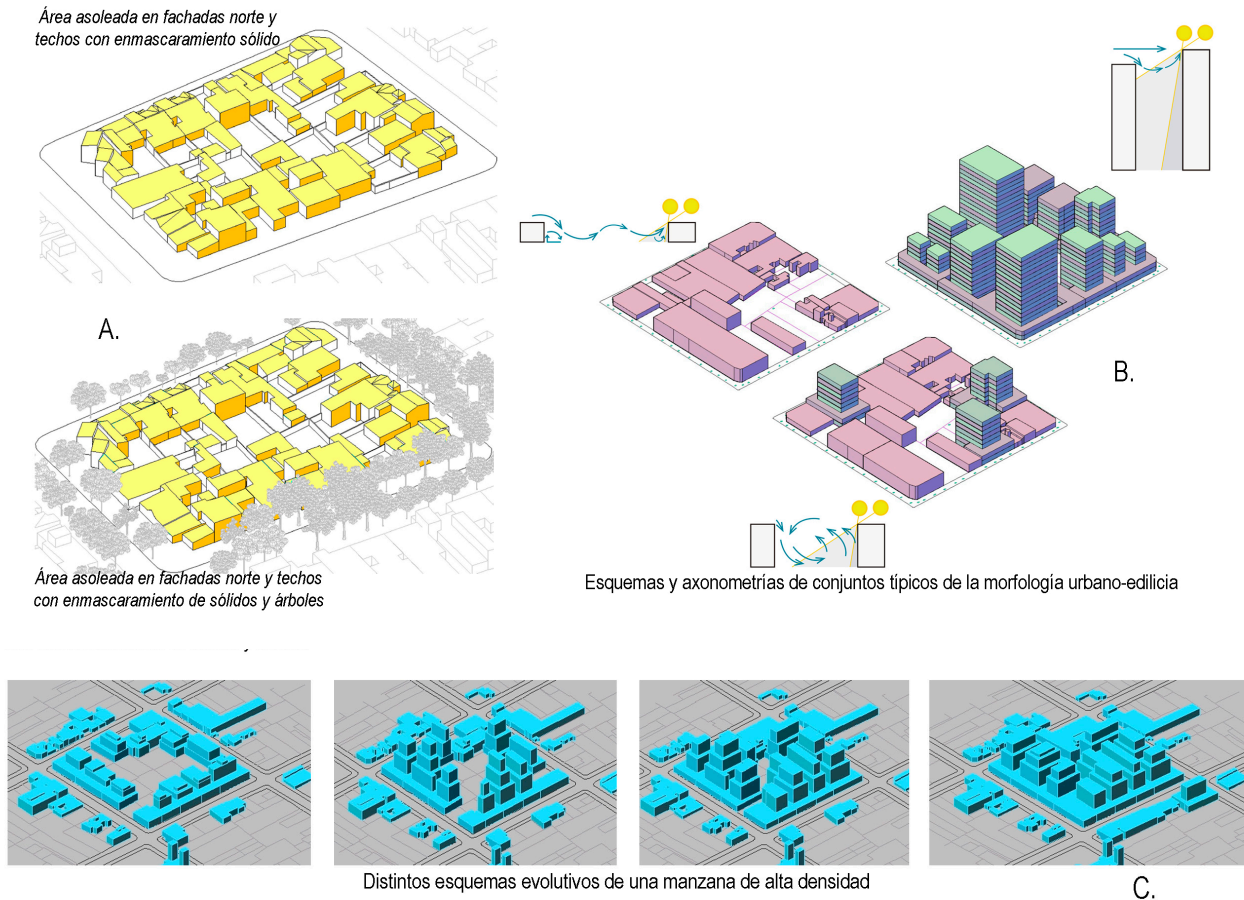 Área asoleada en fachadas norte y
techos con enmascaramiento sólido
A.
Área asoleada en fachadas norte y techos
con enmascaramiento de sólidos y árboles
B.
Esquemas y axonometrías de conjuntos típicos de la morfología urbano-edilicia
Distintos esquemas evolutivos de una manzana de alta densidad
C.